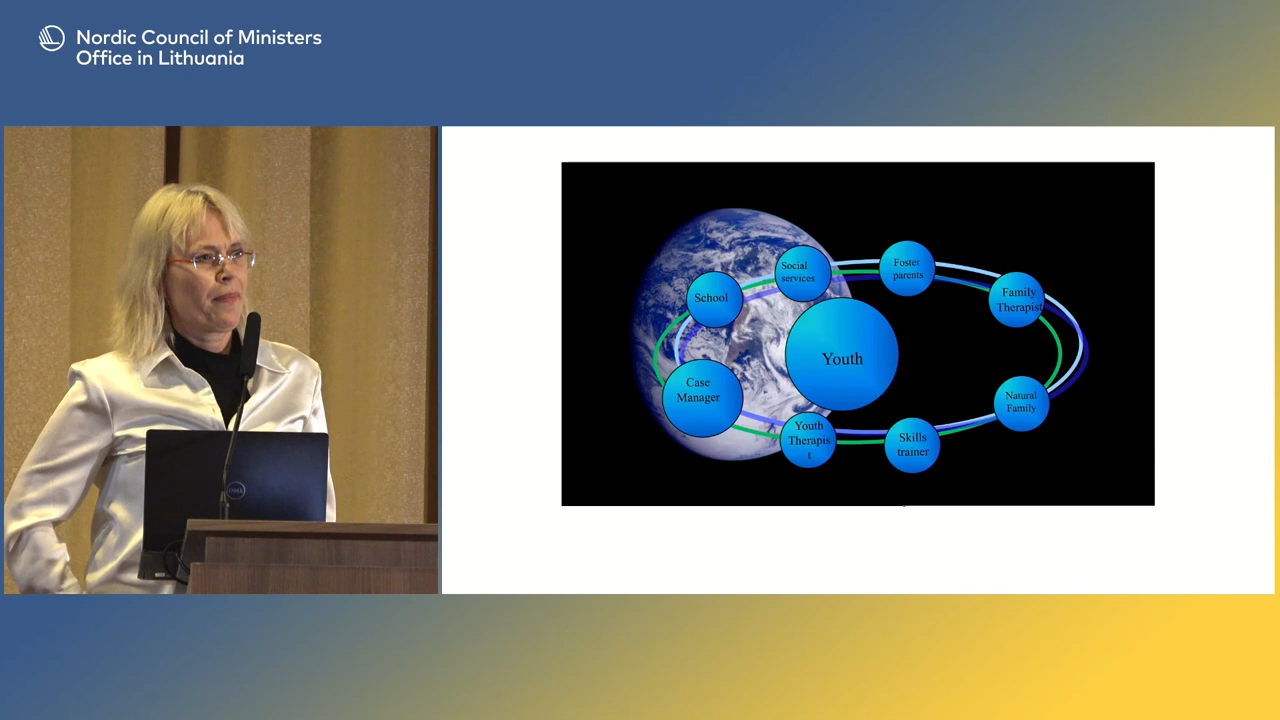 Nordic Council of Ministers
Office in Lithuania
Social
services
Foster
parents
School
Family
Therapist
Youth
Case
Manager
Natural
Family
Youth
Therapis
t
Skills
trainer
DELL